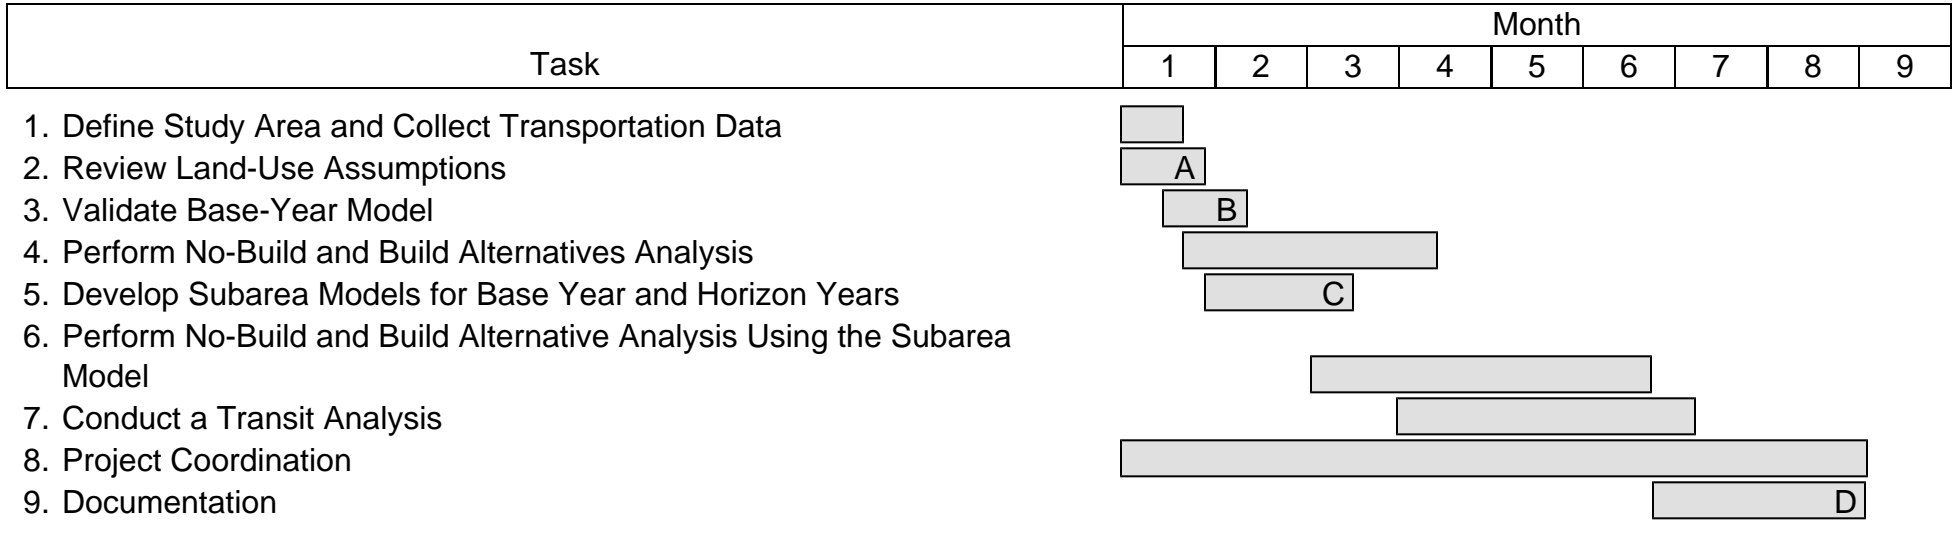 Month
Task
1 2 3 4 5 6 7 8 9
1. Define Study Area and Collect Transportation Data
2. Review Land-Use Assumptions A
3. Validate Base-Year Model B
4. Perform No-Build and Build Alternatives Analysis
5. Develop Subarea Models for Base Year and Horizon Years C
6. Perform No-Build and Build Alternative Analysis Using the Subarea
Model
7. Conduct a Transit Analysis
8. Project Coordination
9. Documentation D